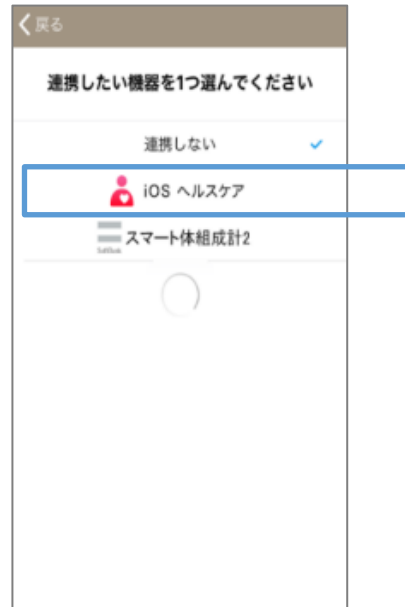 戻る
連携したい機器を1つ選んでください
連携しない
iOS ヘルスケア
スマート体組成計2
SoftBank